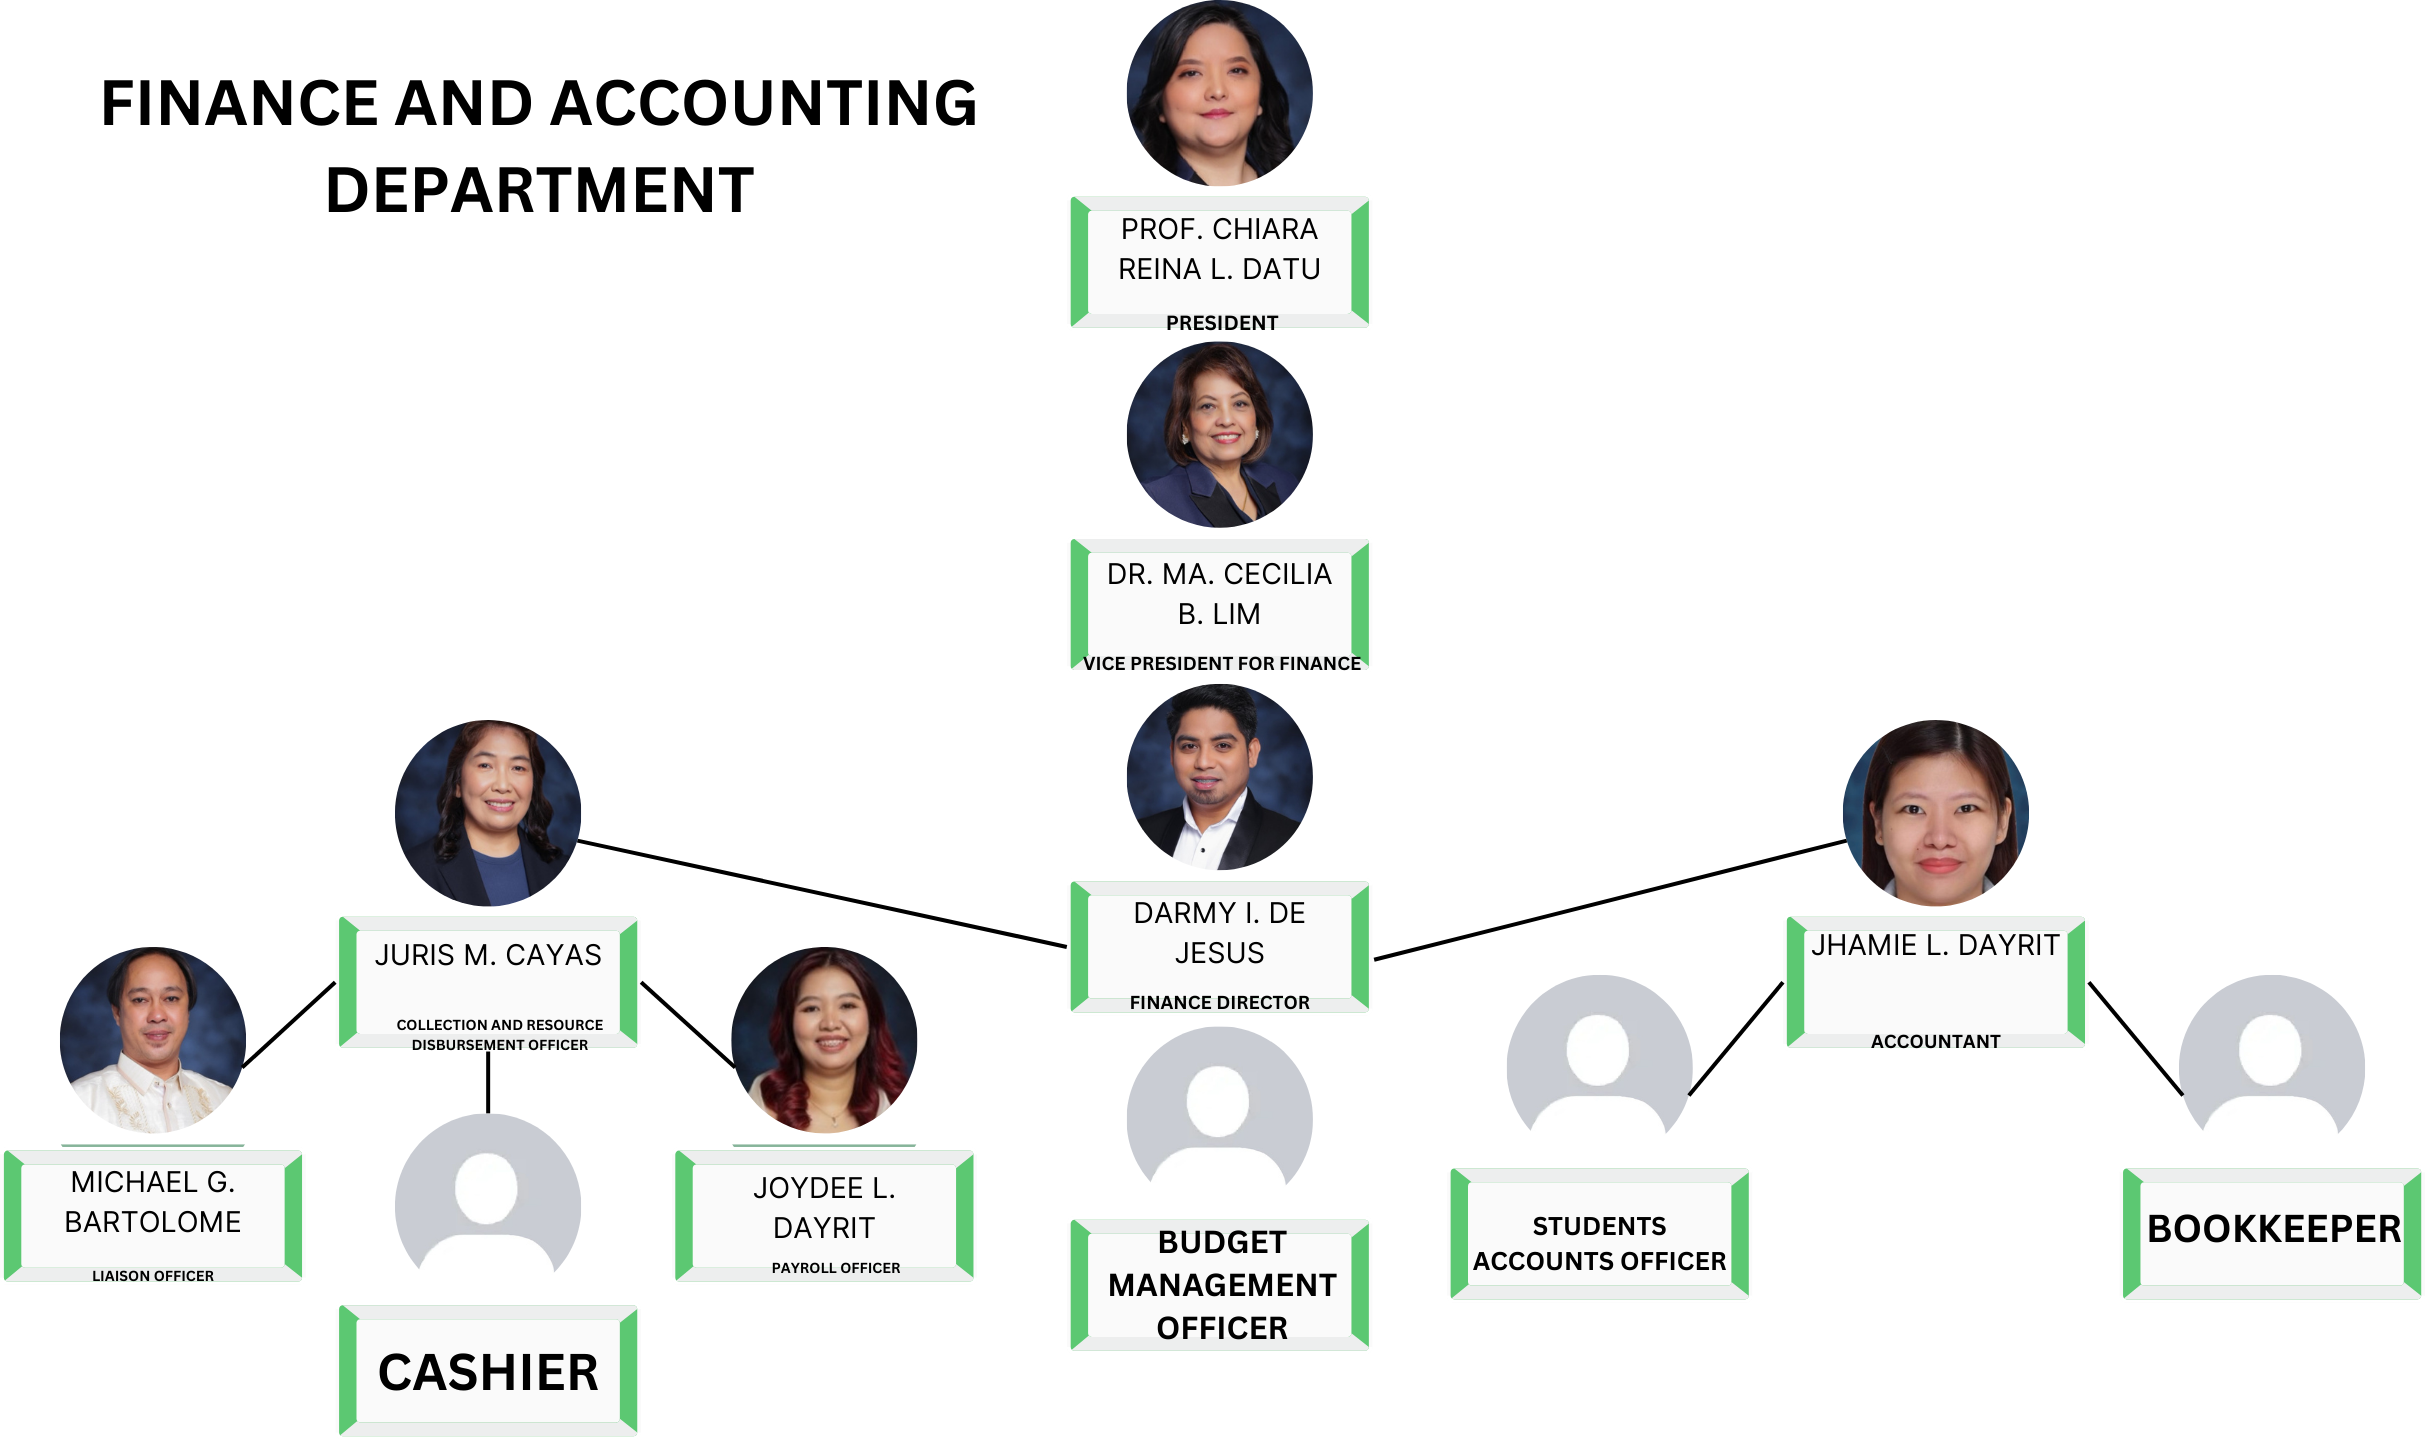 FINANCE AND ACCOUNTING
DEPARTMENT
PROF. CHIARA
REINA L. DATU
PRESIDENT
DR. MA. CECILIA
B. LIM
VICE PRESIDENT FOR FINANCE
DARMY I. DE
JESUS
FINANCE DIRECTOR
JURIS M. CAYAS
COLLECTION AND RESOURCE
DISBURSEMENT OFFICER
JHAMIE L. DAYRIT
ACCOUNTANT
MICHAEL G.
BARTOLOME
LIAISON OFFICER
CASHIER
JOYDEE L.
DAYRIT
PAYROLL OFFICER
BUDGET
MANAGEMENT
OFFICER
STUDENTS
ACCOUNTS OFFICER
BOOKKEEPER